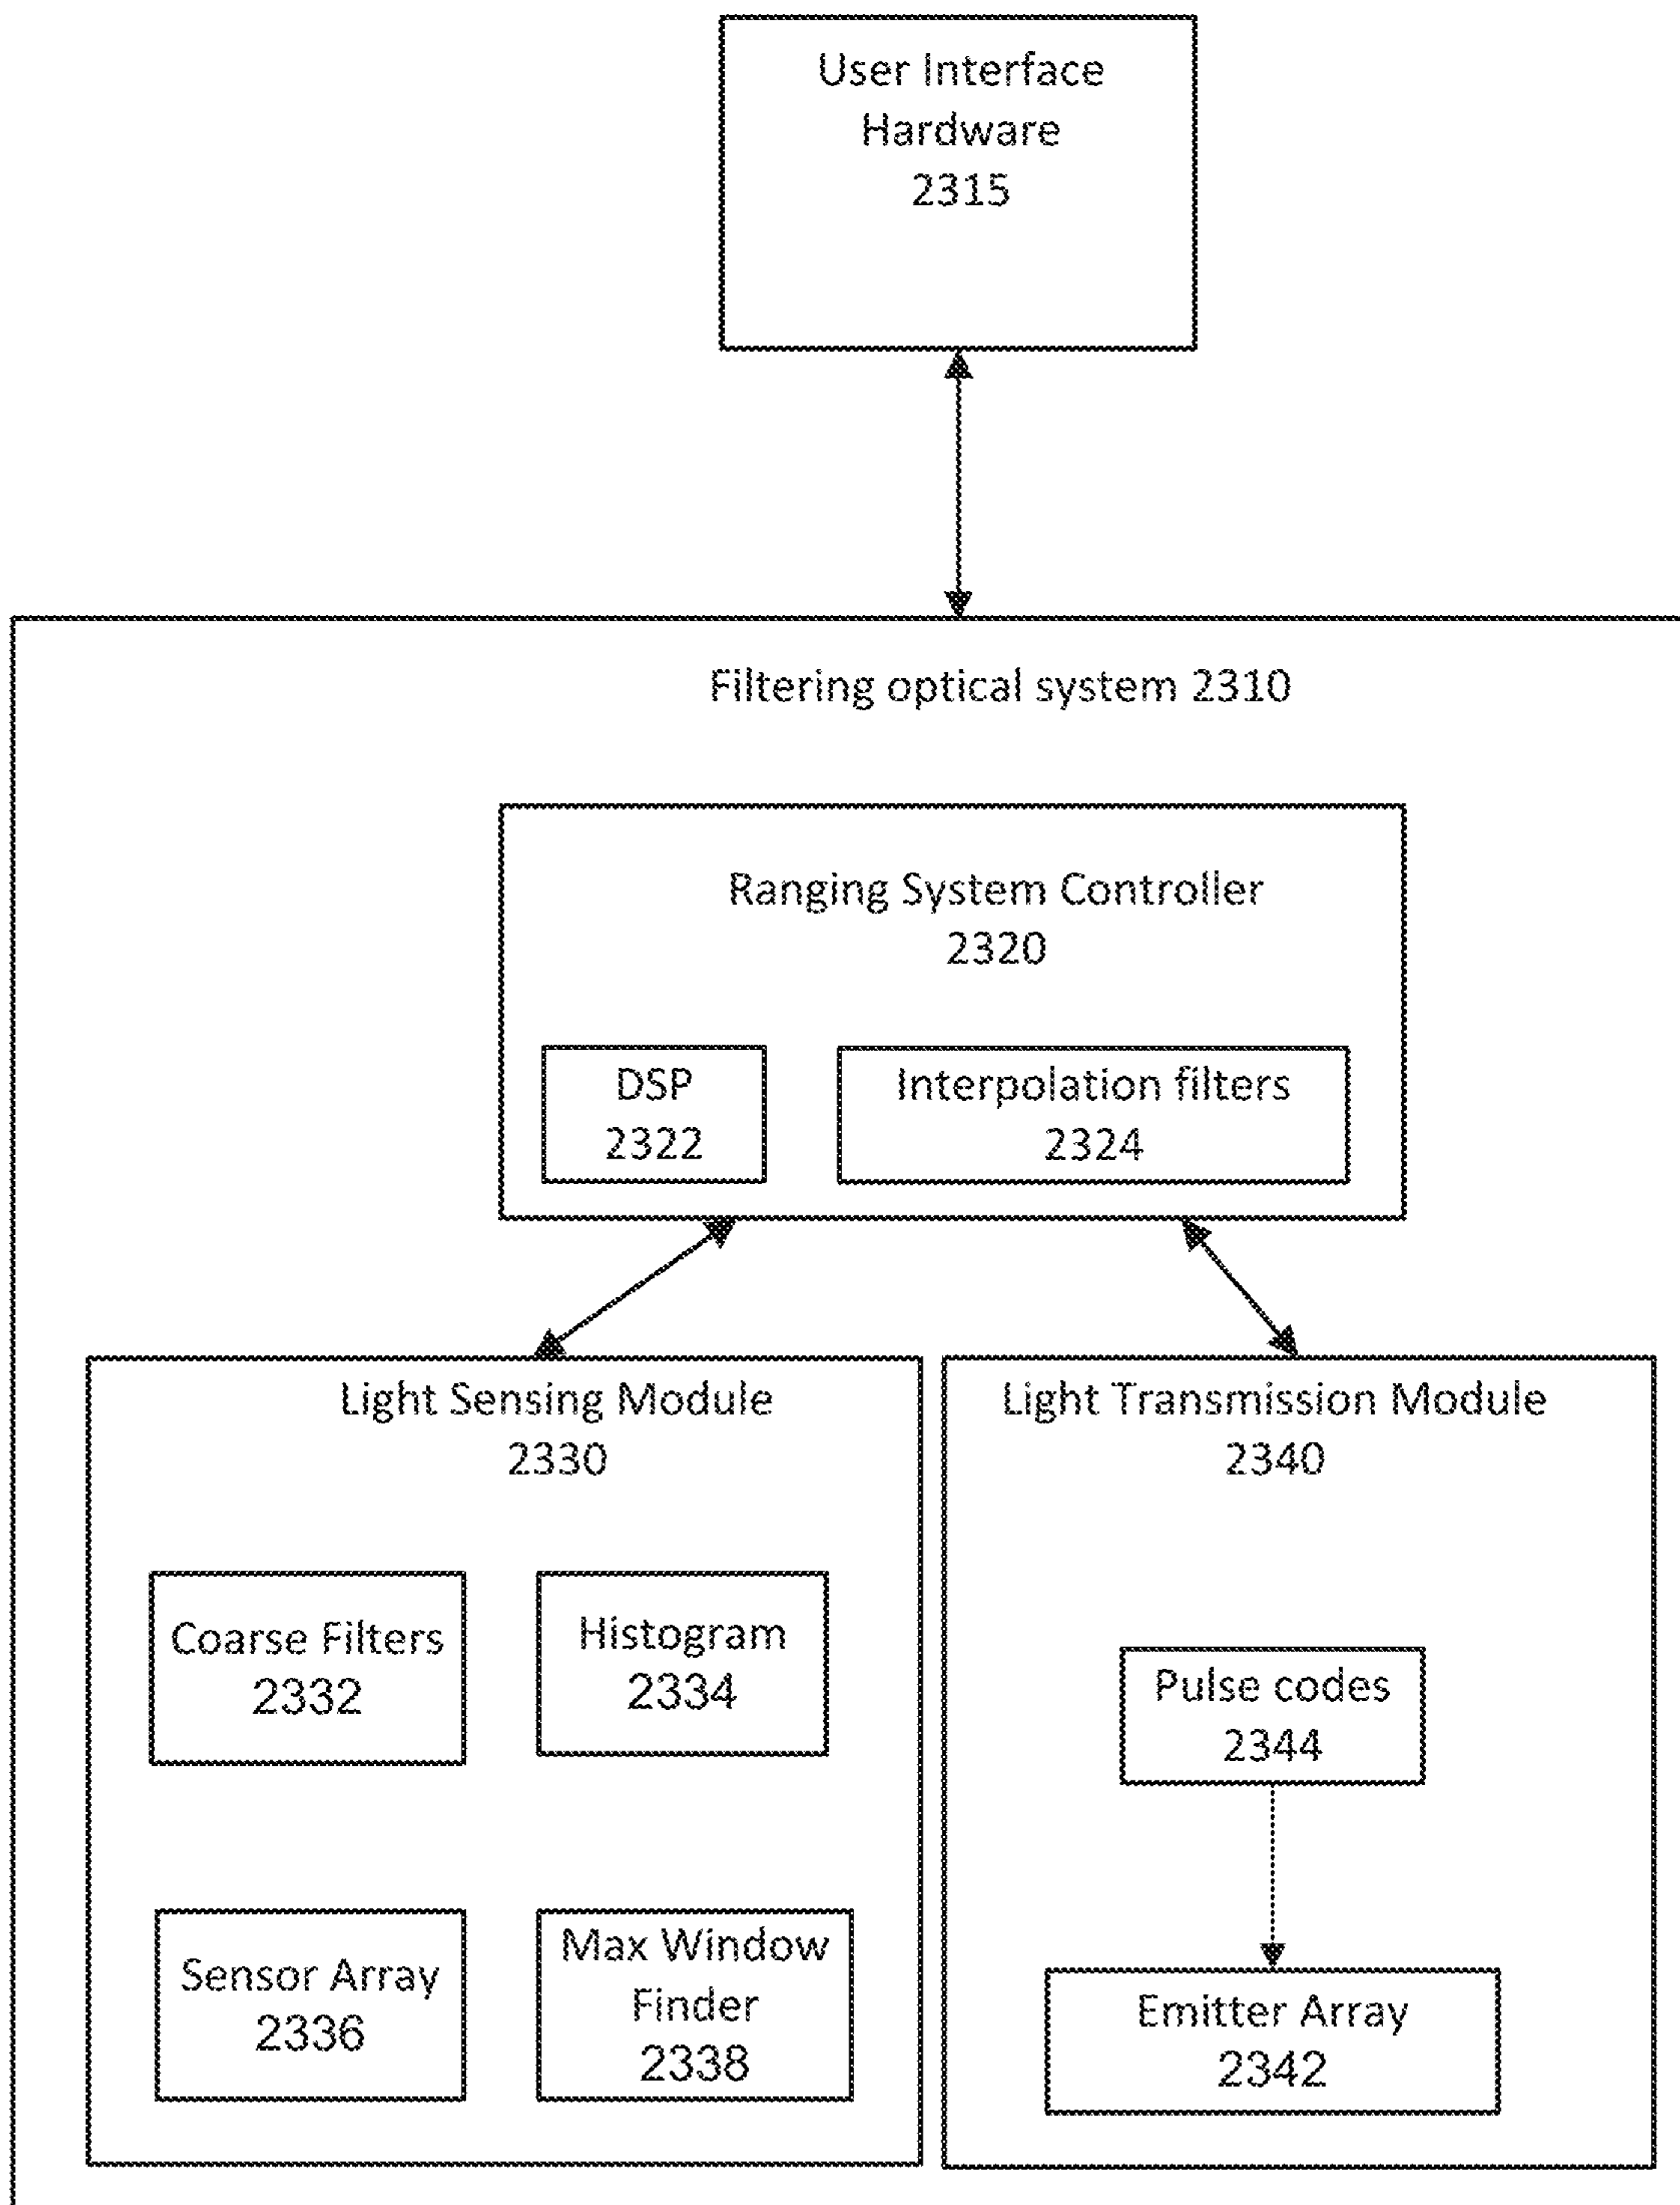 User Interface
Hardware
2315
Filtering optical system 2310
Ranging System Controller
2320
DSP
2322
Interpolation filters
2324
Light Sensing Module
2330
Coarse Filters
2332
Histogram
2334
Sensor Array
2336
Max Window
Finder
2338
Light Transmission Module
2340
Pulse codes
2344
Emitter Array
2342